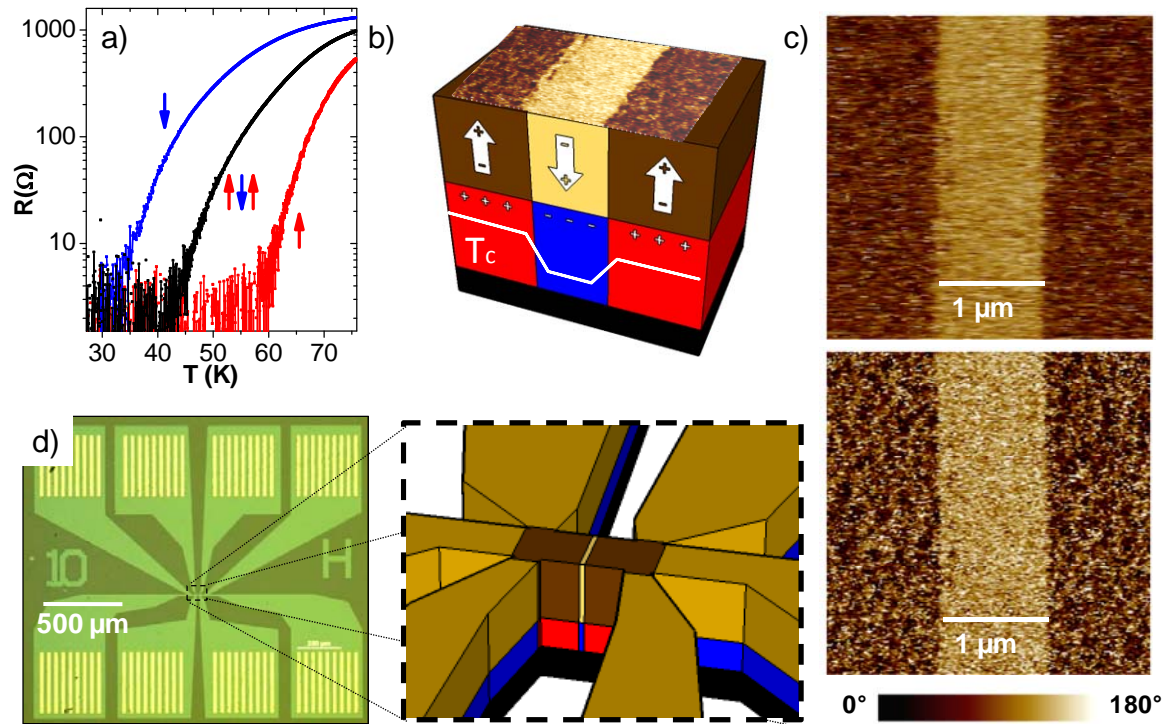 a)
1000
100
10
R(Ω)
30 40 50 60 70
T (K)
b)
+ - + - + -
+ + + - - - + + +
Tc
c)
1 µm
1 µm
0° 180°
d)
10 H
500 µm